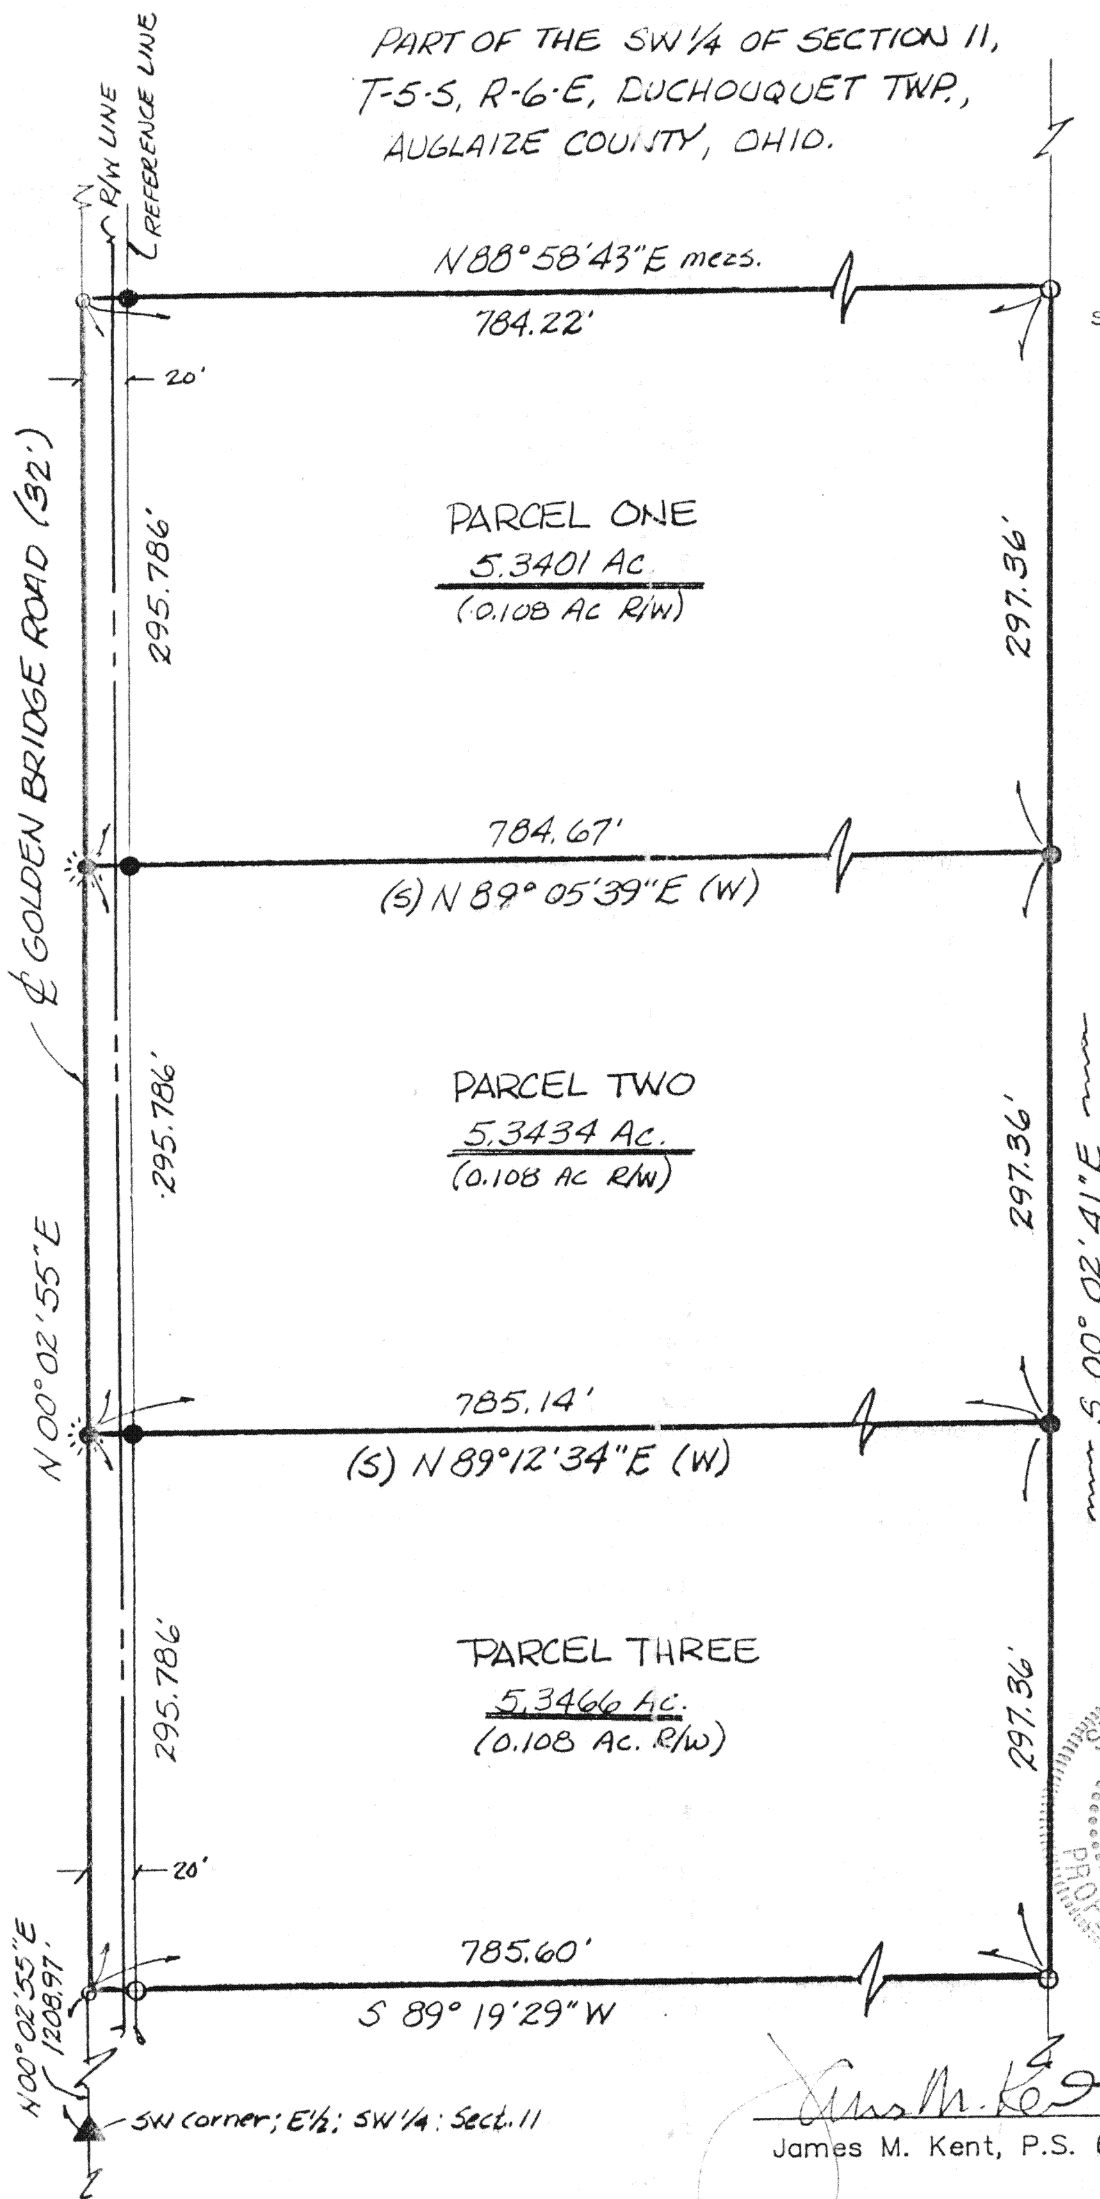 PART OF THE SW 1/4 OF SECTION 11,
T-5-S, R-6-E, DUCHOUQUET TWP.,
AUGLAIZE COUNTY, OHIO.
R/W LINE
REFERENCE LINE
N 88° 58' 43" E meas.
784.22'
20'
PARCEL ONE
5.3401 Ac
(0.108 Ac R/W)
295.786'
297.36'
℄ GOLDEN BRIDGE ROAD (32')
784.67'
(S) N 89° 05' 39" E (W)
PARCEL TWO
5.3434 Ac.
(0.108 Ac R/W)
295.786'
297.36'
N 00° 02' 55" E
S 00° 02' 41" E
785.14'
(S) N 89° 12' 34" E (W)
PARCEL THREE
5.3466 Ac.
(0.108 Ac. R/W)
295.786'
297.36'
20'
785.60'
S 89° 19' 29" W
N 00° 02' 55" E
1208.97'
SW corner; E 1/2; SW 1/4; Sect. 11
James M. Kent, P.S.